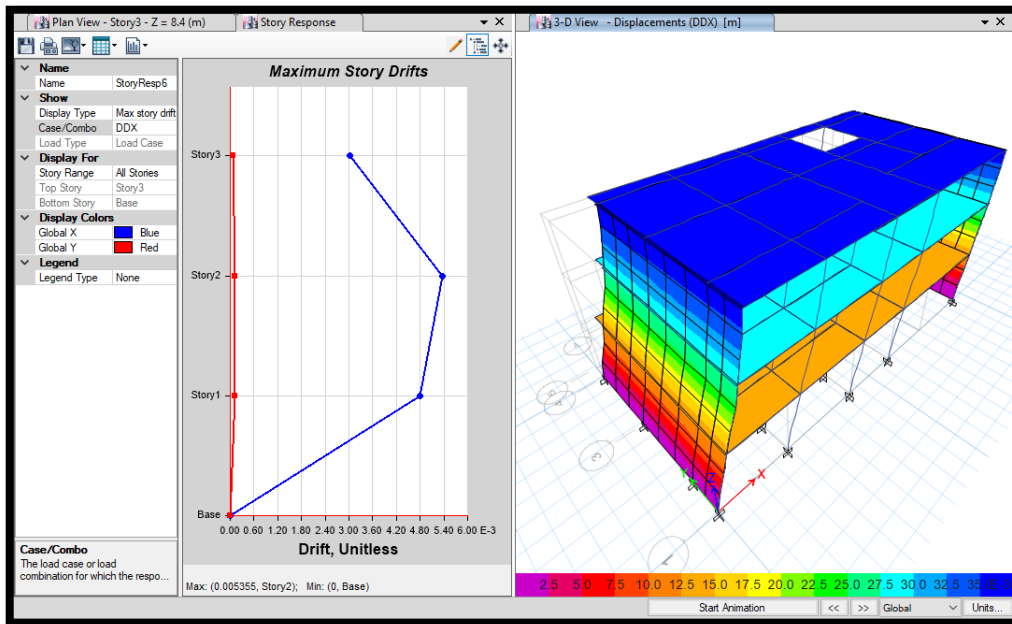 Plan View - Story3 - Z = 8.4 (m)
Story Response
Name
Name StoryResp6
Show
Display Type Max story drift
Case/Combo DDX
Load Type Load Case
Display For
Story Range All Stories
Top Story Story3
Bottom Story Base
Display Colors
Global X Blue
Global Y Red
Legend
Legend Type None
Case/Combo
The load case or load
combination for which the respo...
Maximum Story Drifts
Story3
Story2
Story1
Base
0.00 0.60 1.20 1.80 2.40 3.00 3.60 4.20 4.80 5.40 6.00 E-3
Drift, Unitless
Max: (0.005355, Story2); Min: (0, Base)
3-D View - Displacements (DDX) [m]
X
Z
2.5 5.0 7.5 10.0 12.5 15.0 17.5 20.0 22.5 25.0 27.5 30.0 32.5
Start Animation << >> Global Units...